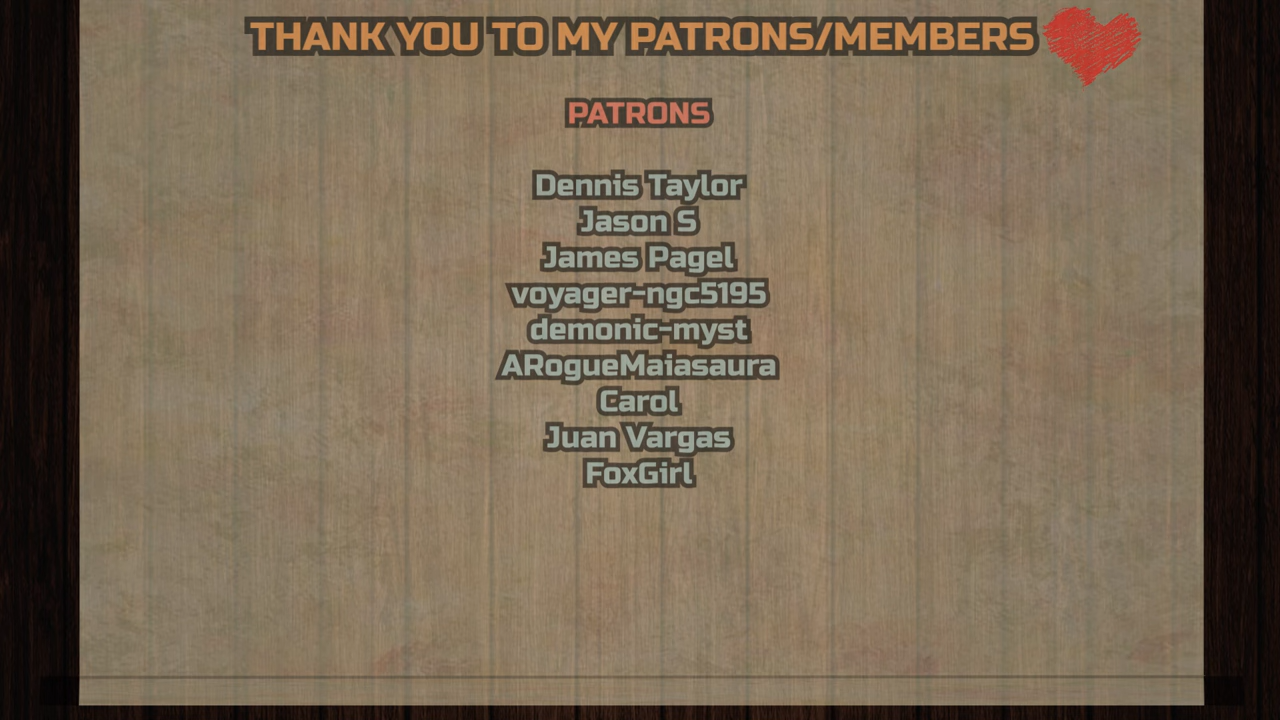 THANK YOU TO MY PATRONS/MEMBERS
PATRONS
Dennis Taylor
Jason S
James Pagel
voyager-ngc5195
demonic-myst
ARogueMaiasaura
Carol
Juan Vargas
FoxGirl